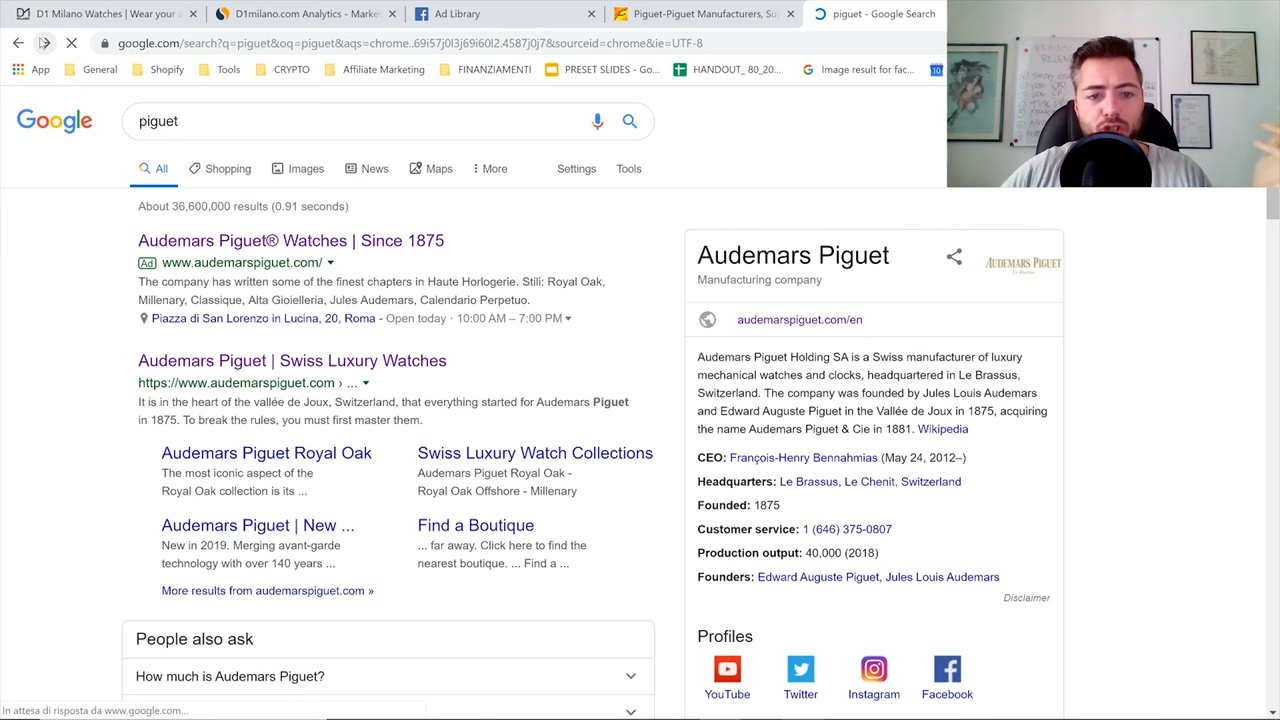 D1 Milano Watches | Wear your a
D1milano.com Analytics - Market
Ad Library
Piguet-Piguet Manufacturers, Sup
piguet - Google Search
google.com/search?q=piguet&oq=piguet&aqs=chrome..69i57j0l3j69i60l2.4587j0j7&sourceid=chrome&ie=UTF-8
App
General
Shopify
Tools
CRYPTO
Affiliate Marketing
FINANZIAMENTI
PRESET SLIDES - Go...
HANDOUT_ 80_20...
Image result for fac...
10
Google
piguet
All
Shopping
Images
News
Maps
More
Settings
Tools
About 36,600,000 results (0.91 seconds)
Audemars Piguet® Watches | Since 1875
Ad www.audemarspiguet.com/
The company has written some of the finest chapters in Haute Horlogerie. Stili: Royal Oak,
Millenary, Classique, Alta Gioielleria, Jules Audemars, Calendario Perpetuo.
Piazza di San Lorenzo in Lucina, 20, Roma - Open today · 10:00 AM – 7:00 PM
Audemars Piguet | Swiss Luxury Watches
https://www.audemarspiguet.com › ...
It is in the heart of the vallée de Joux, Switzerland, that everything started for Audemars Piguet
in 1875. To break the rules, you must first master them.
Audemars Piguet Royal Oak
The most iconic aspect of the
Royal Oak collection is its ...
Swiss Luxury Watch Collections
Audemars Piguet Royal Oak -
Royal Oak Offshore - Millenary
Audemars Piguet | New ...
New in 2019. Merging avant-garde
technology with over 140 years ...
Find a Boutique
... far away. Click here to find the
nearest boutique. ... Find a ...
More results from audemarspiguet.com »
People also ask
How much is Audemars Piguet?
In attesa di risposta da www.google.com...
Audemars Piguet
Manufacturing company
AUDEMARS PIGUET
Le Brassus
audemarspiguet.com/en
Audemars Piguet Holding SA is a Swiss manufacturer of luxury
mechanical watches and clocks, headquartered in Le Brassus,
Switzerland. The company was founded by Jules Louis Audemars
and Edward Auguste Piguet in the Vallée de Joux in 1875, acquiring
the name Audemars Piguet & Cie in 1881. Wikipedia
CEO: François-Henry Bennahmias (May 24, 2012–)
Headquarters: Le Brassus, Le Chenit, Switzerland
Founded: 1875
Customer service: 1 (646) 375-0807
Production output: 40,000 (2018)
Founders: Edward Auguste Piguet, Jules Louis Audemars
Disclaimer
Profiles
YouTube
Twitter
Instagram
Facebook